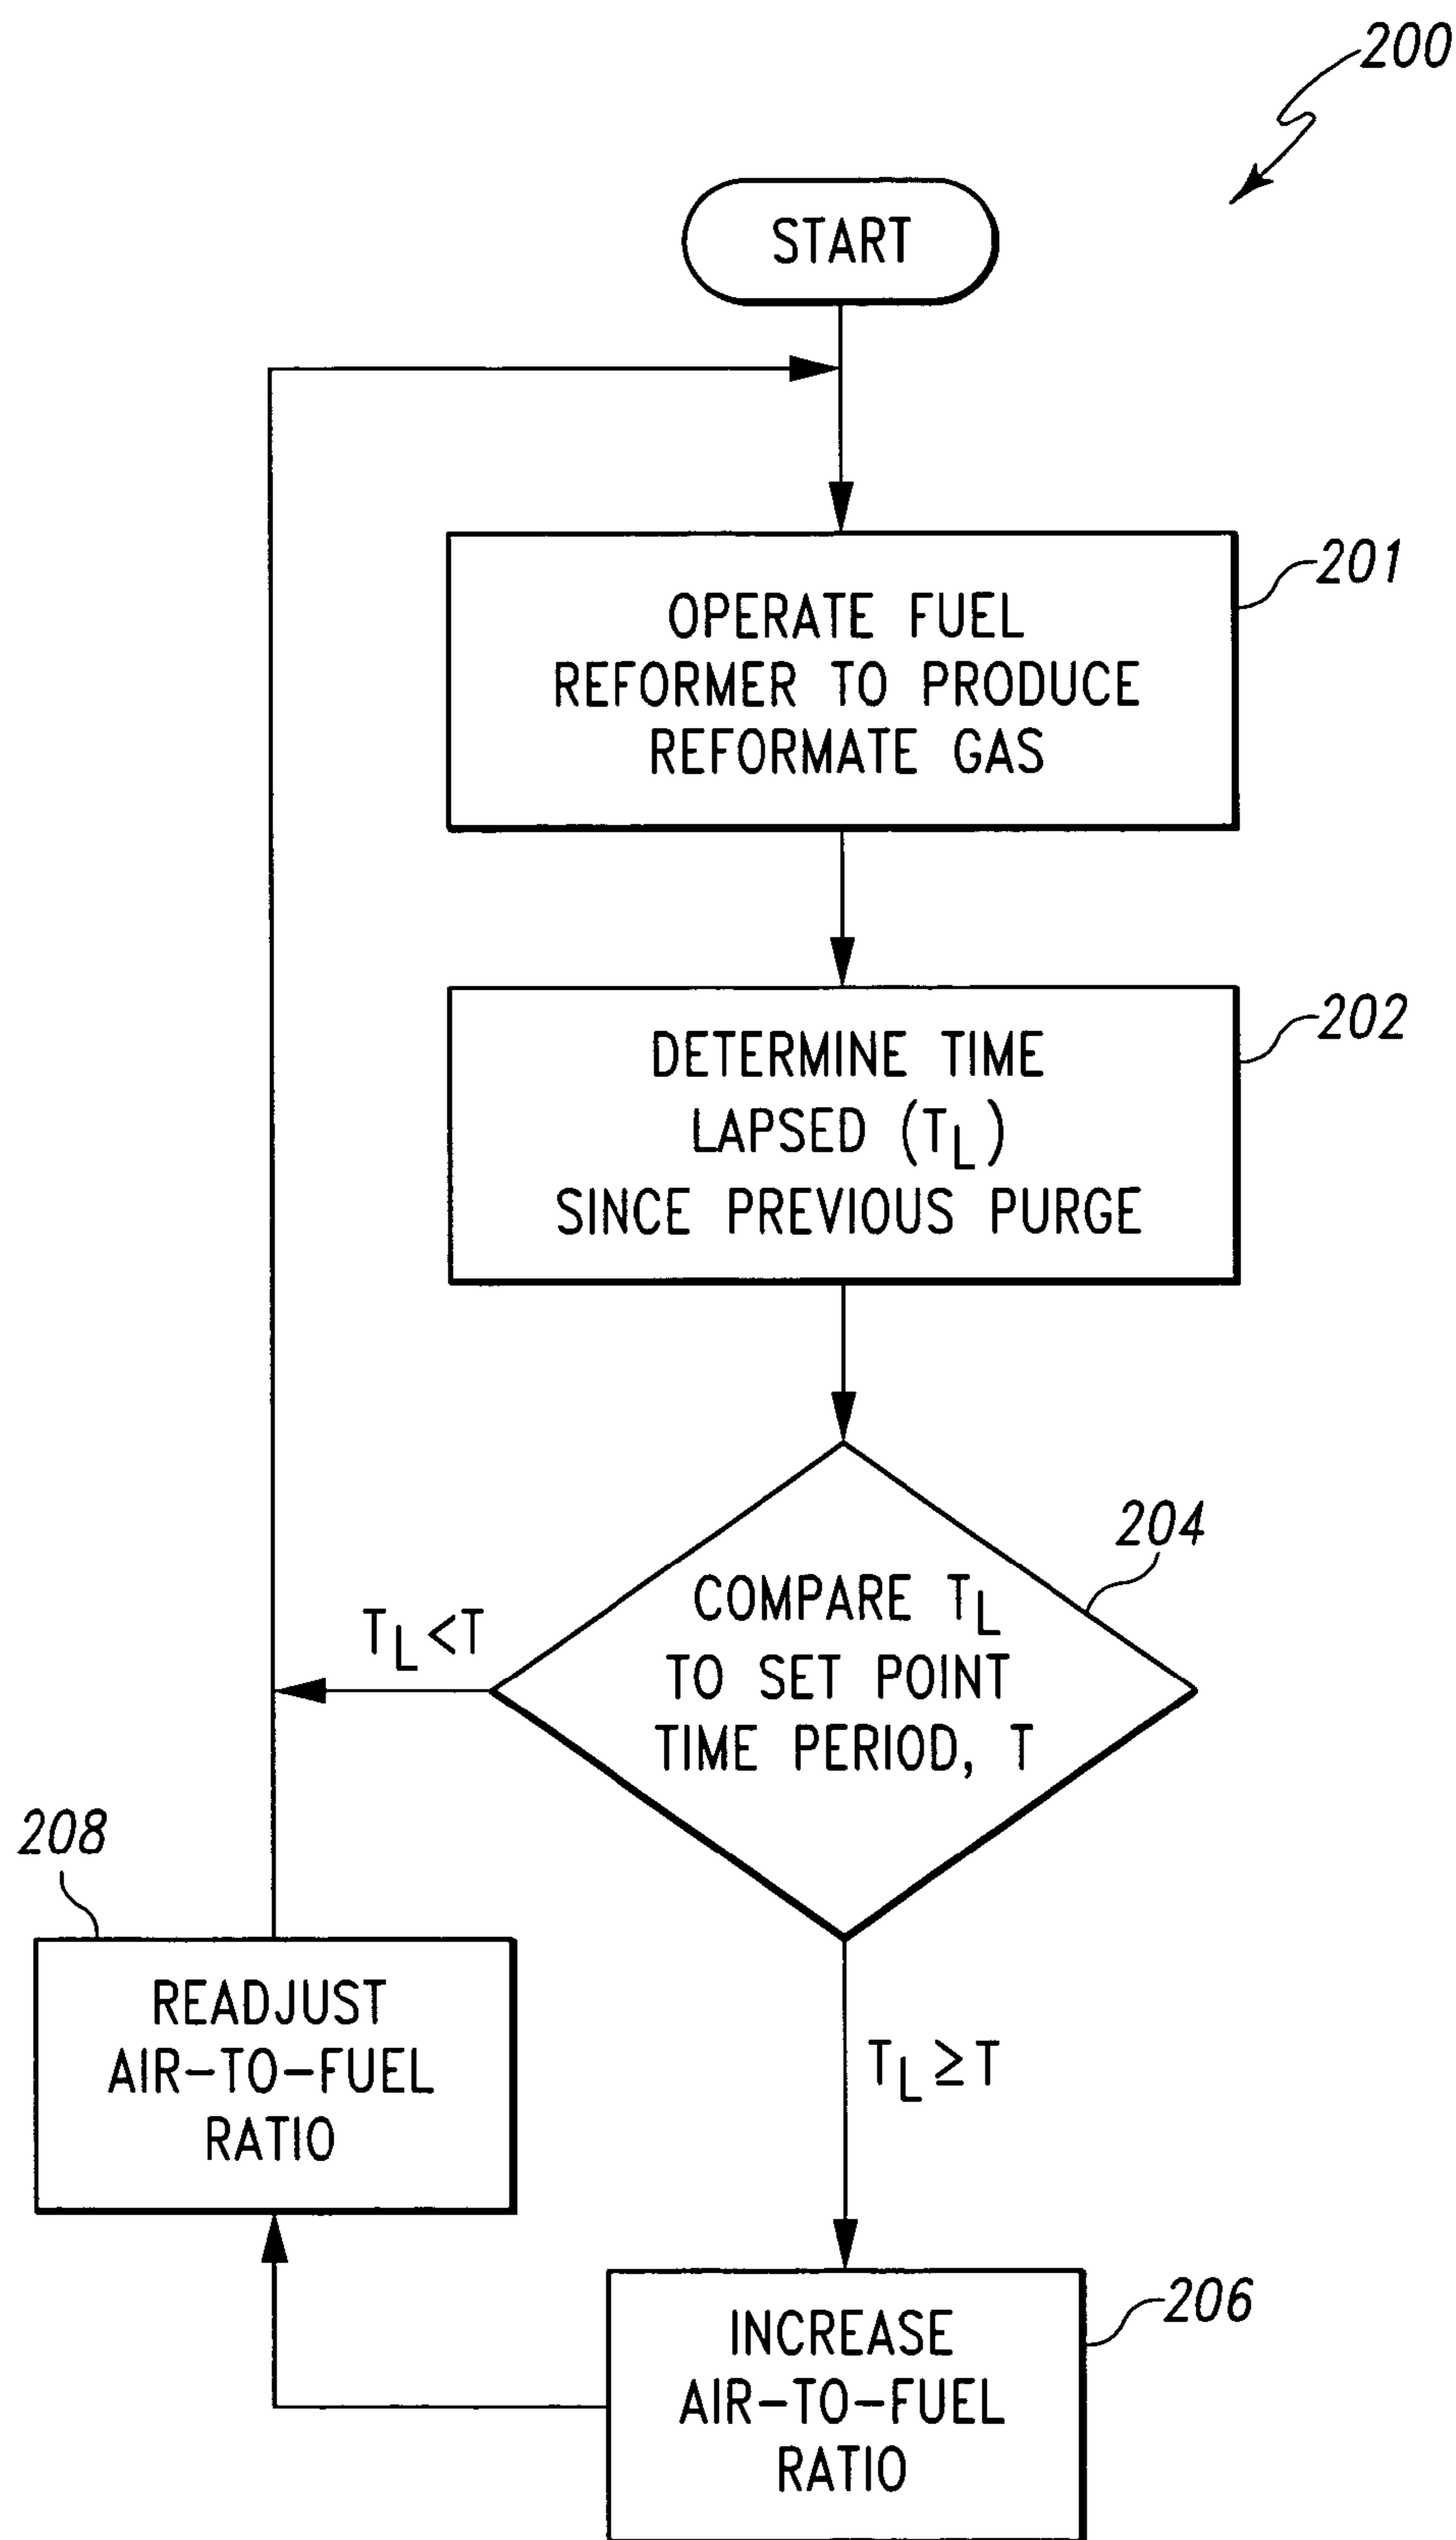 200
START
OPERATE FUEL
REFORMER TO PRODUCE
REFORMATE GAS
201
DETERMINE TIME
LAPSED (TL)
SINCE PREVIOUS PURGE
202
COMPARE TL
TO SET POINT
TIME PERIOD, T
204
TL<T
TL≥T
208
READJUST
AIR-TO-FUEL
RATIO
INCREASE
AIR-TO-FUEL
RATIO
206